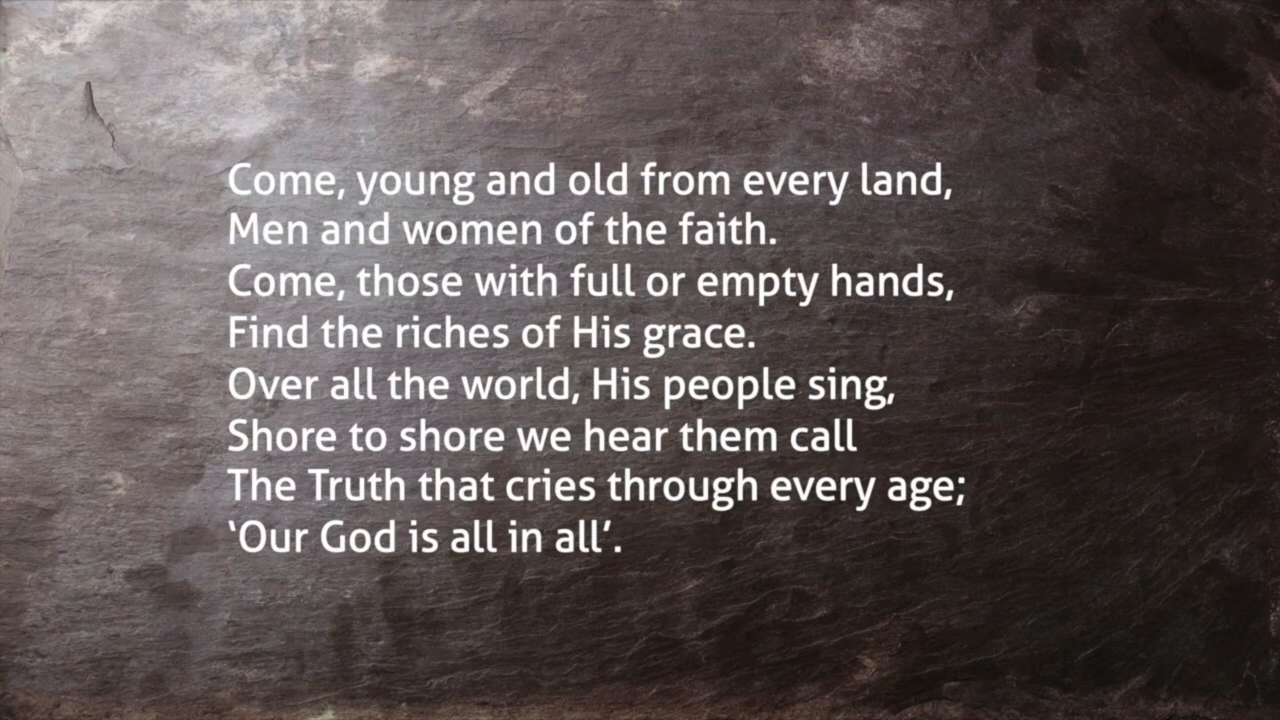 Come, young and old from every land,
Men and women of the faith.
Come, those with full or empty hands,
Find the riches of His grace.
Over all the world, His people sing,
Shore to shore we hear them call
The Truth that cries through every age;
‘Our God is all in all’.